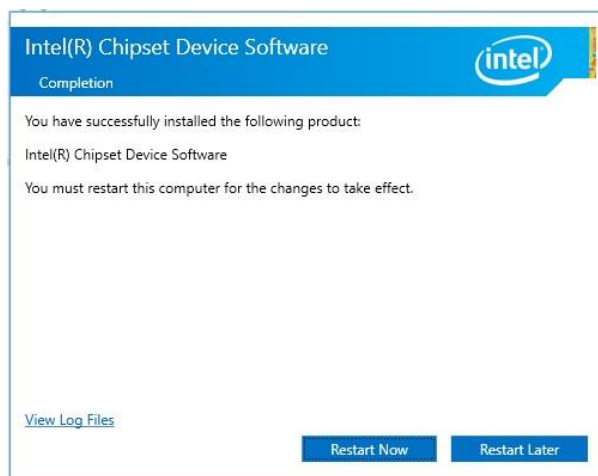 Intel(R) Chipset Device Software
intel
Completion
You have successfully installed the following product:
Intel(R) Chipset Device Software
You must restart this computer for the changes to take effect.
View Log Files
Restart Now
Restart Later